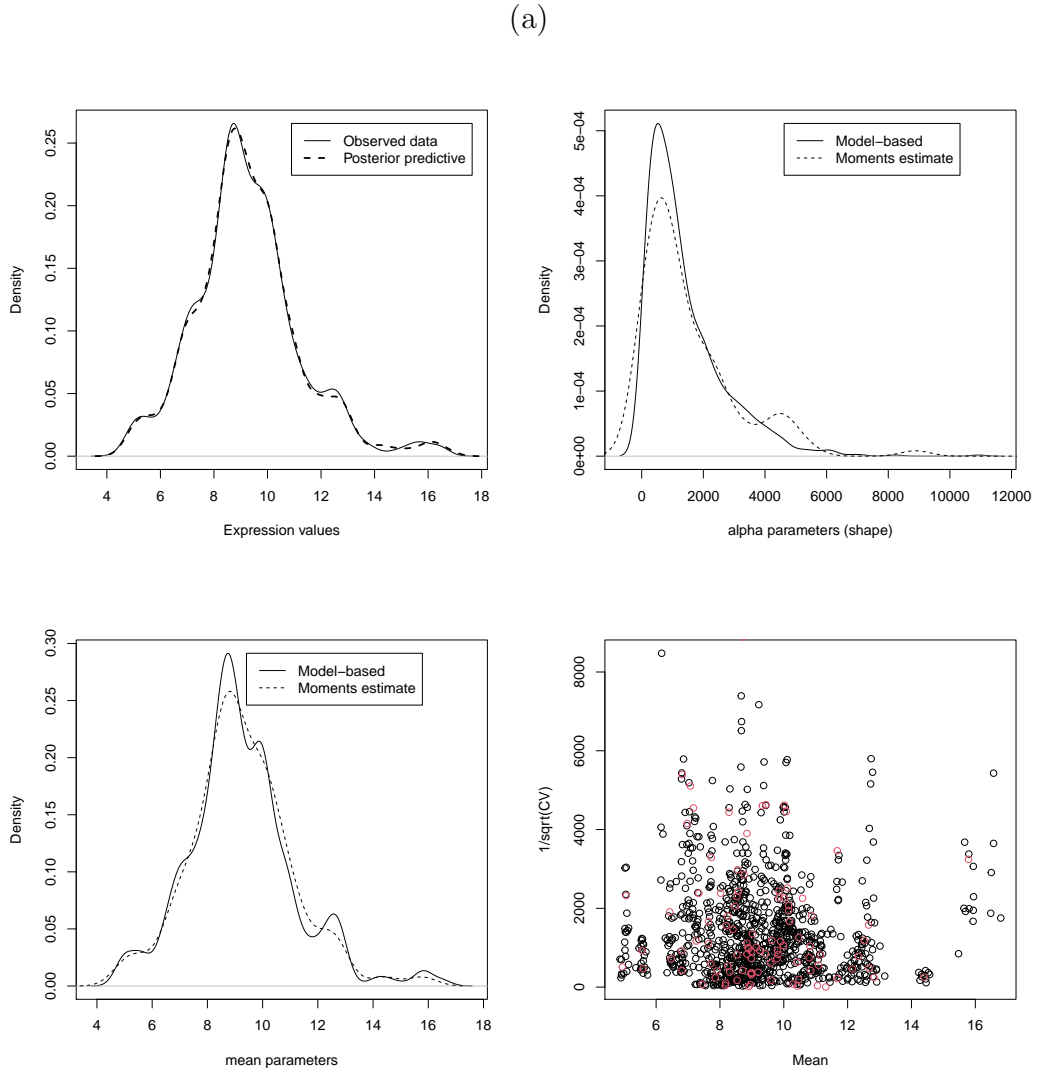 (a)
Observed data
Posterior predictive
Density
0.00
0.05
0.10
0.15
0.20
0.25
4 6 8 10 12 14 16 18
Expression values
Model−based
Moments estimate
Density
0e+00
1e−04
2e−04
3e−04
4e−04
5e−04
0 2000 4000 6000 8000 10000 12000
alpha parameters (shape)
Model−based
Moments estimate
Density
0.00
0.05
0.10
0.15
0.20
0.25
0.30
4 6 8 10 12 14 16 18
mean parameters
1/sqrt(CV)
0
2000
4000
6000
8000
6 8 10 12 14 16
Mean